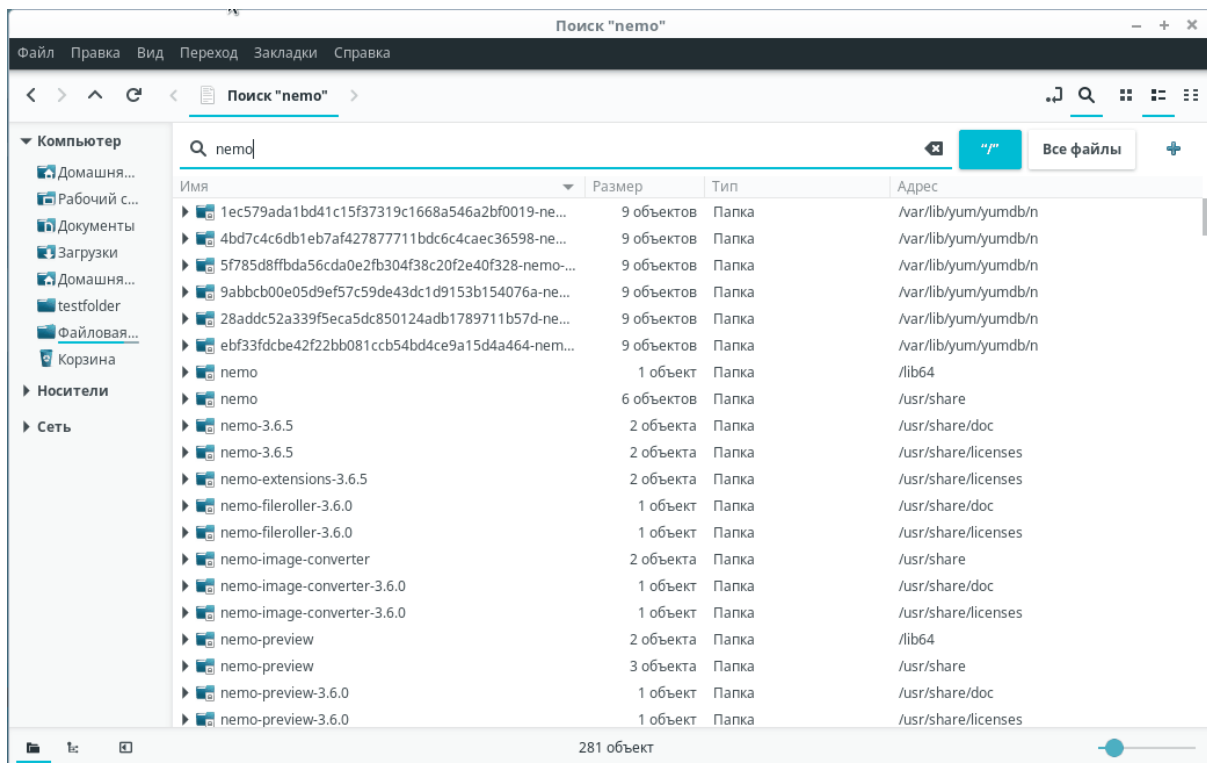 Поиск "nemo"
Файл Правка Вид Переход Закладки Справка
Поиск "nemo"
Компьютер
Домашня...
Рабочий с...
Документы
Загрузки
Домашня...
testfolder
Файловая...
Корзина
Носители
Сеть
nemo "/" Все файлы
Имя Размер Тип Адрес
1ec579ada1bd41c15f37319c1668a546a2bf0019-ne... 9 объектов Папка /var/lib/yum/yumdb/n
4bd7c4c6db1eb7af427877711bdc6c4caec36598-ne... 9 объектов Папка /var/lib/yum/yumdb/n
5f785d8ffbda56cda0e2fb304f38c20f2e40f328-nemo-... 9 объектов Папка /var/lib/yum/yumdb/n
9abbcb00e05d9ef57c59de43dc1d9153b154076a-ne... 9 объектов Папка /var/lib/yum/yumdb/n
28addc52a339f5eca5dc850124adb1789711b57d-ne... 9 объектов Папка /var/lib/yum/yumdb/n
ebf33fdcbe42f22bb081ccb54bd4ce9a15d4a464-nem... 9 объектов Папка /var/lib/yum/yumdb/n
nemo 1 объект Папка /lib64
nemo 6 объектов Папка /usr/share
nemo-3.6.5 2 объекта Папка /usr/share/doc
nemo-3.6.5 2 объекта Папка /usr/share/licenses
nemo-extensions-3.6.5 2 объекта Папка /usr/share/licenses
nemo-fileroller-3.6.0 1 объект Папка /usr/share/doc
nemo-fileroller-3.6.0 1 объект Папка /usr/share/licenses
nemo-image-converter 2 объекта Папка /usr/share
nemo-image-converter-3.6.0 1 объект Папка /usr/share/doc
nemo-image-converter-3.6.0 1 объект Папка /usr/share/licenses
nemo-preview 2 объекта Папка /lib64
nemo-preview 3 объекта Папка /usr/share
nemo-preview-3.6.0 1 объект Папка /usr/share/doc
nemo-preview-3.6.0 1 объект Папка /usr/share/licenses
281 объект